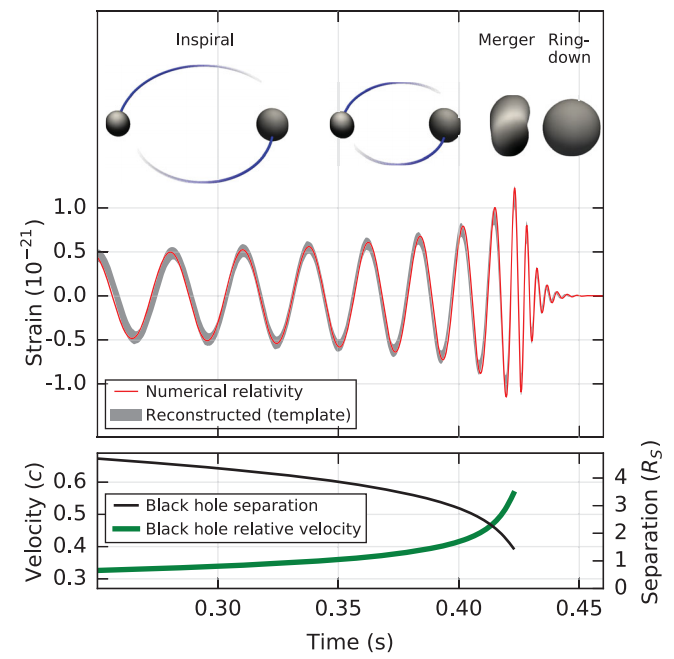 Inspiral
Merger
Ring-
down
Strain (10⁻²¹)
1.0
0.5
0.0
-0.5
-1.0
Numerical relativity
Reconstructed (template)
Velocity (c)
0.6
0.5
0.4
0.3
Black hole separation
Black hole relative velocity
4
3
2
1
0
Separation (R_S)
0.30
0.35
0.40
0.45
Time (s)